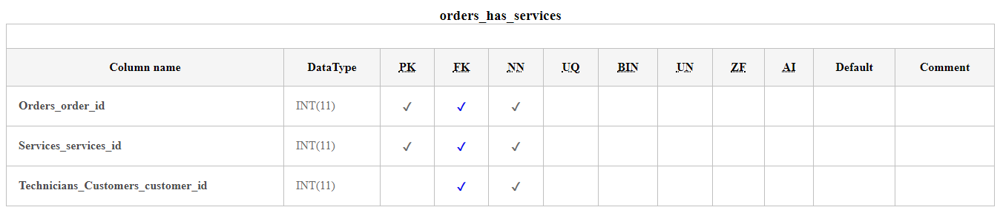 orders_has_services
Column name DataType PK FK NN UQ BIN UN ZF AI Default Comment
Orders_order_id INT(11) ✓ ✓ ✓
Services_services_id INT(11) ✓ ✓ ✓
Technicians_Customers_customer_id INT(11) ✓ ✓